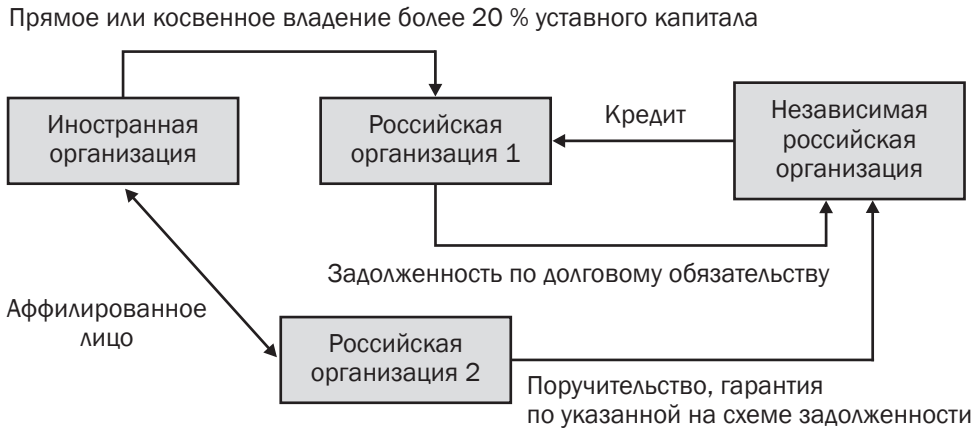 Прямое или косвенное владение более 20 % уставного капитала
Иностранная
организация
Российская
организация 1
Кредит
Независимая
российская
организация
Задолженность по долговому обязательству
Аффилированное
лицо
Российская
организация 2
Поручительство, гарантия
по указанной на схеме задолженности